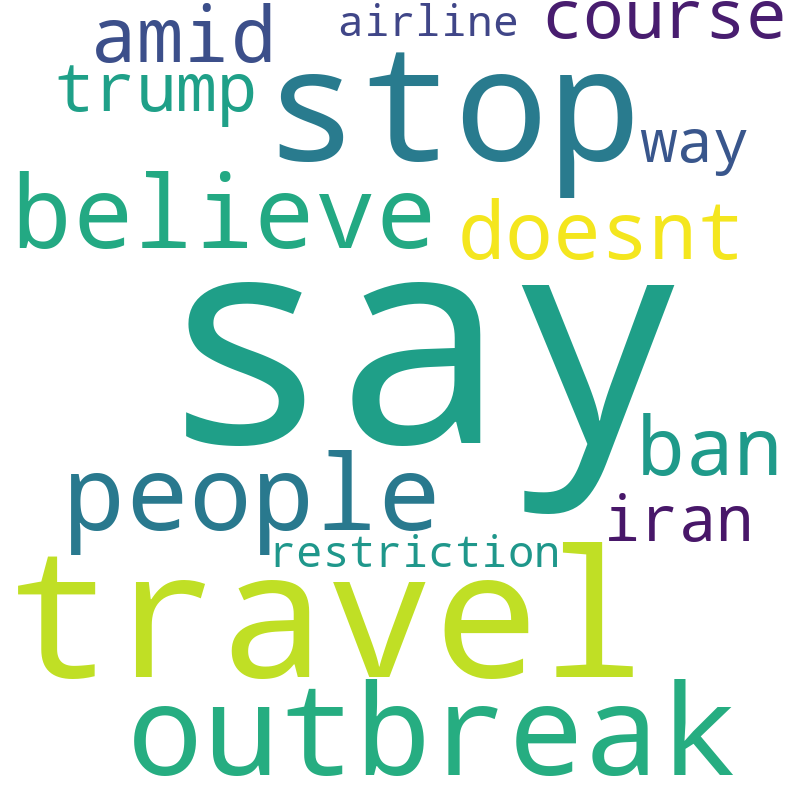 airline
course
amid
trump
stop
way
believe
doesnt
say
ban
people
iran
restriction
travel
outbreak